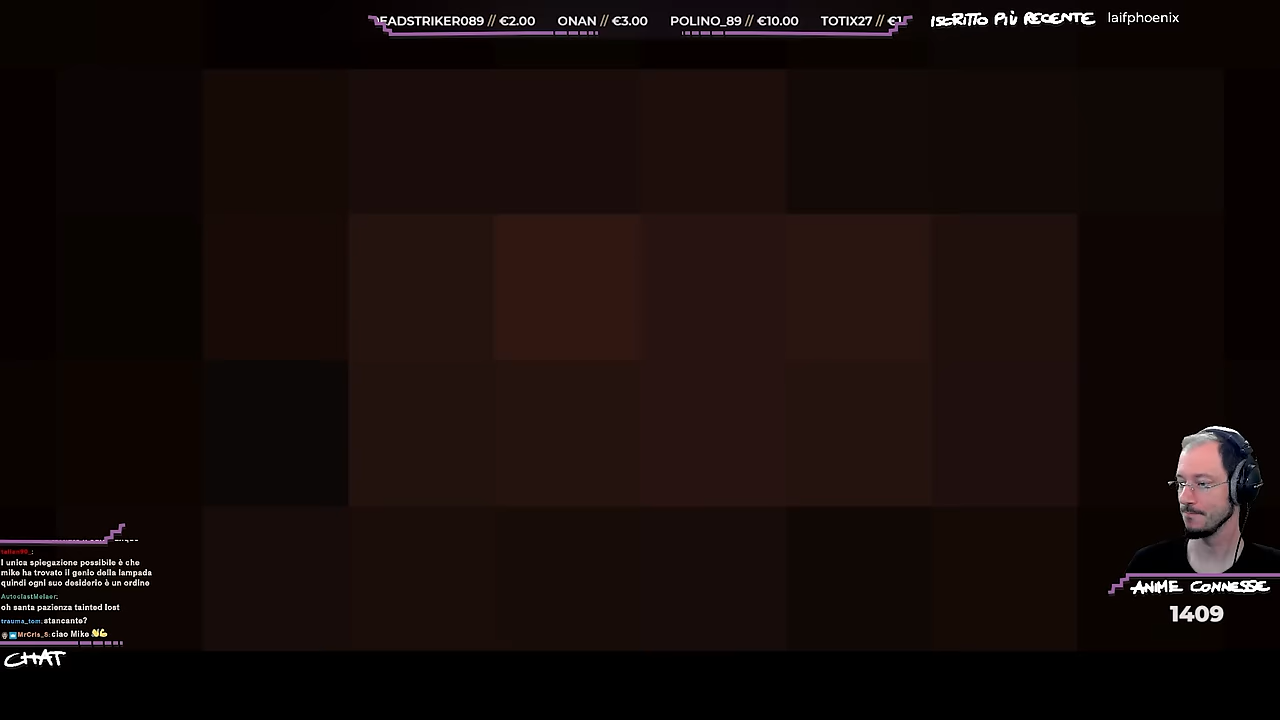 EADSTRIKER089 // €2.00 ONAN // €3.00 POLINO_89 // €10.00 TOTIX27 // €1
ISCRITTO PIÙ RECENTE laifphoenix
l unica spiegazione possibile è che
mike ha trovato il genio della lampada
quindi ogni suo desiderio è un ordine
AutoclastMelaer:
oh santa pazienza tainted lost
trauma_tom: stancante?
MrCris_S: ciao Mike
CHAT
ANIME CONNESSE
1409